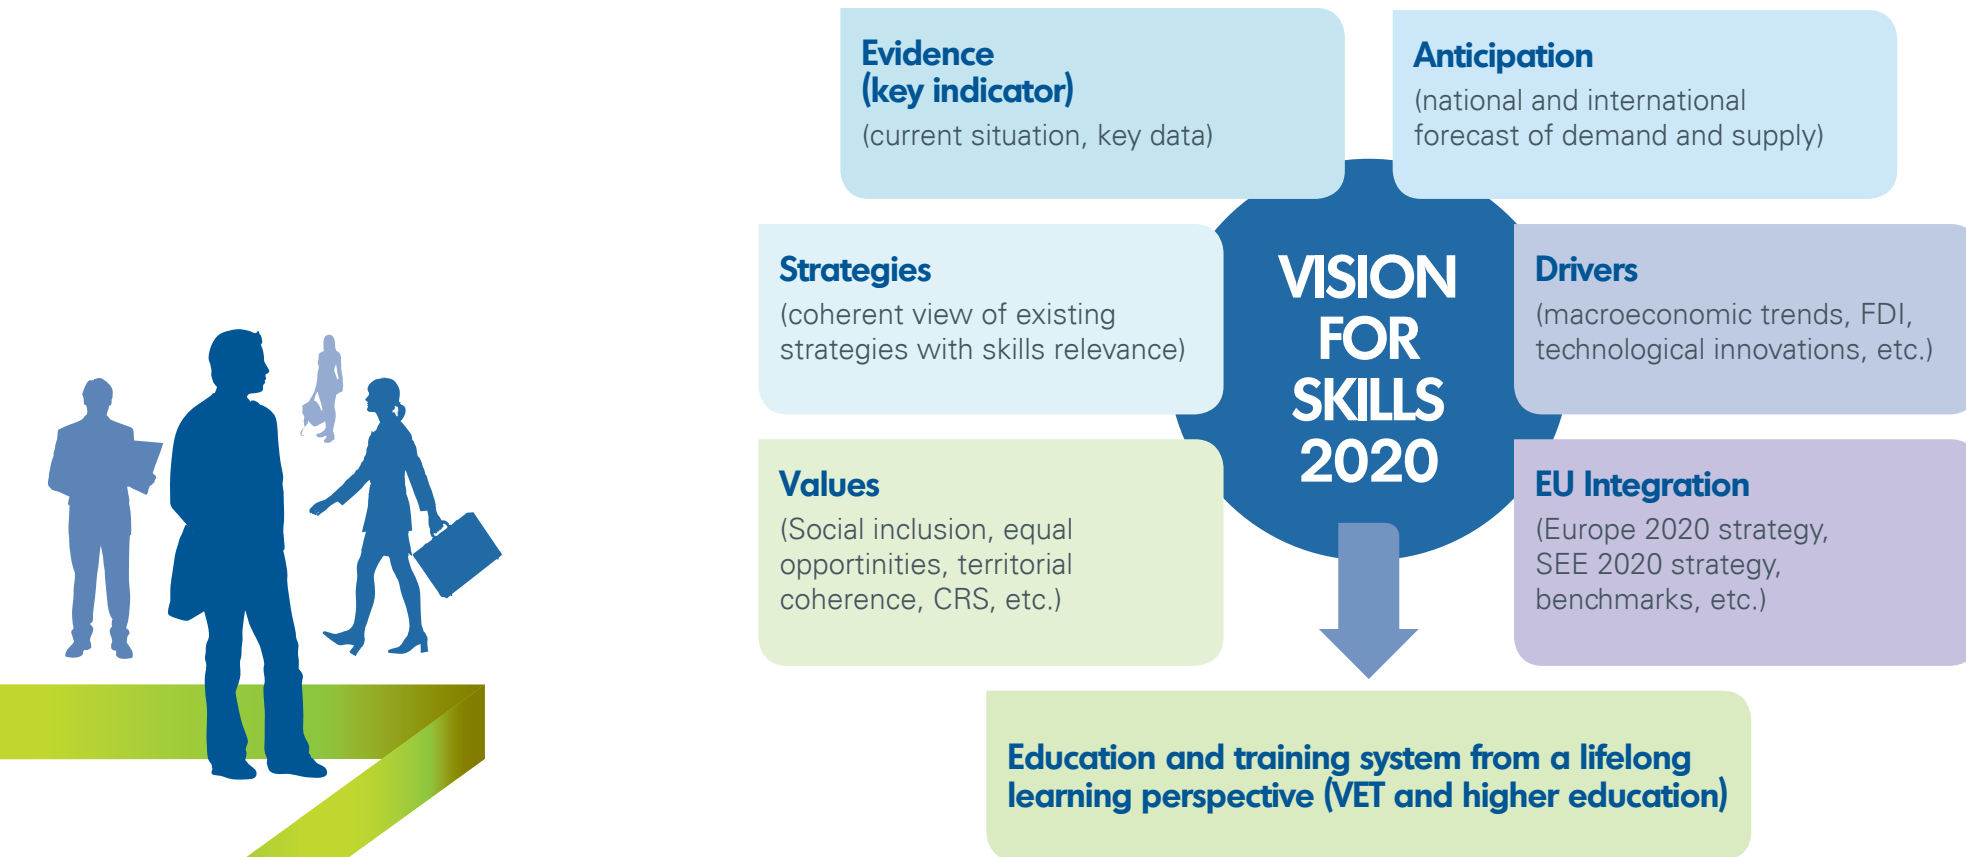 Evidence
(key indicator)
(current situation, key data)
Anticipation
(national and international
forecast of demand and supply)
Strategies
(coherent view of existing
strategies with skills relevance)
VISION
FOR
SKILLS
2020
Drivers
(macroeconomic trends, FDI,
technological innovations, etc.)
Values
(Social inclusion, equal
opportinities, territorial
coherence, CRS, etc.)
EU Integration
(Europe 2020 strategy,
SEE 2020 strategy,
benchmarks, etc.)
Education and training system from a lifelong
learning perspective (VET and higher education)